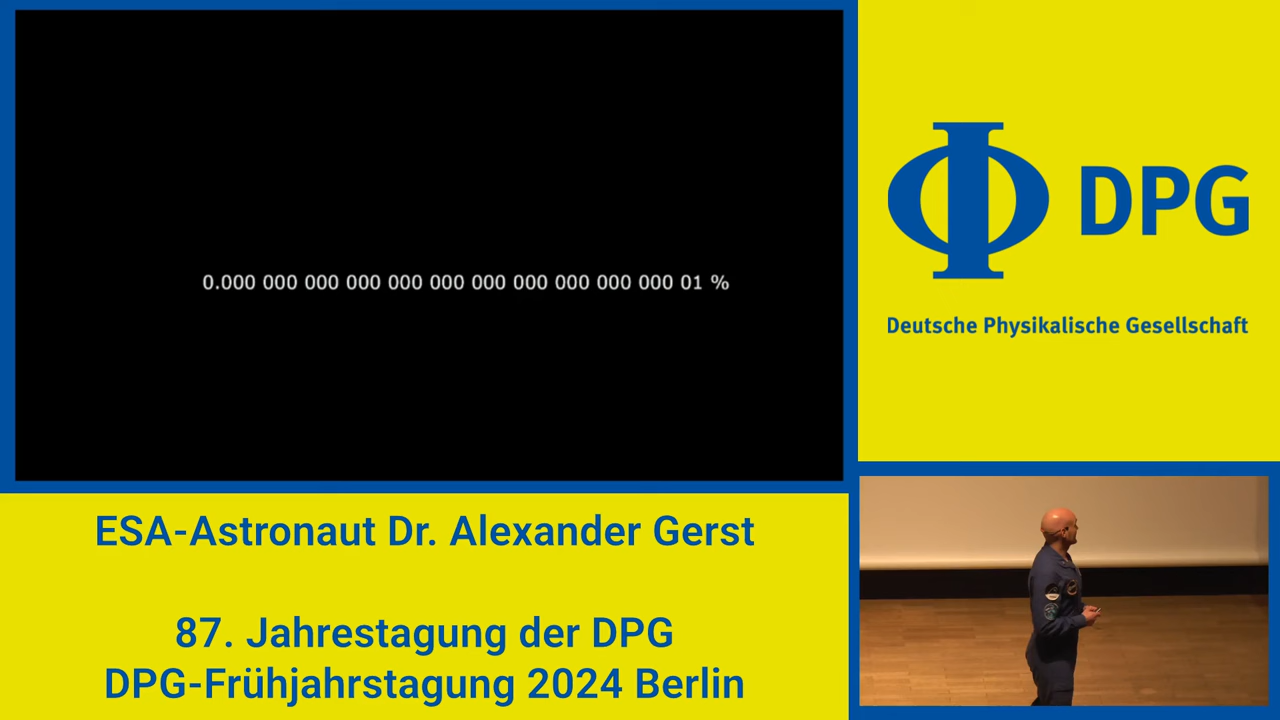 0.000 000 000 000 000 000 000 000 000 000 000 01 %
DPG
Deutsche Physikalische Gesellschaft
ESA-Astronaut Dr. Alexander Gerst
87. Jahrestagung der DPG
DPG-Frühjahrstagung 2024 Berlin